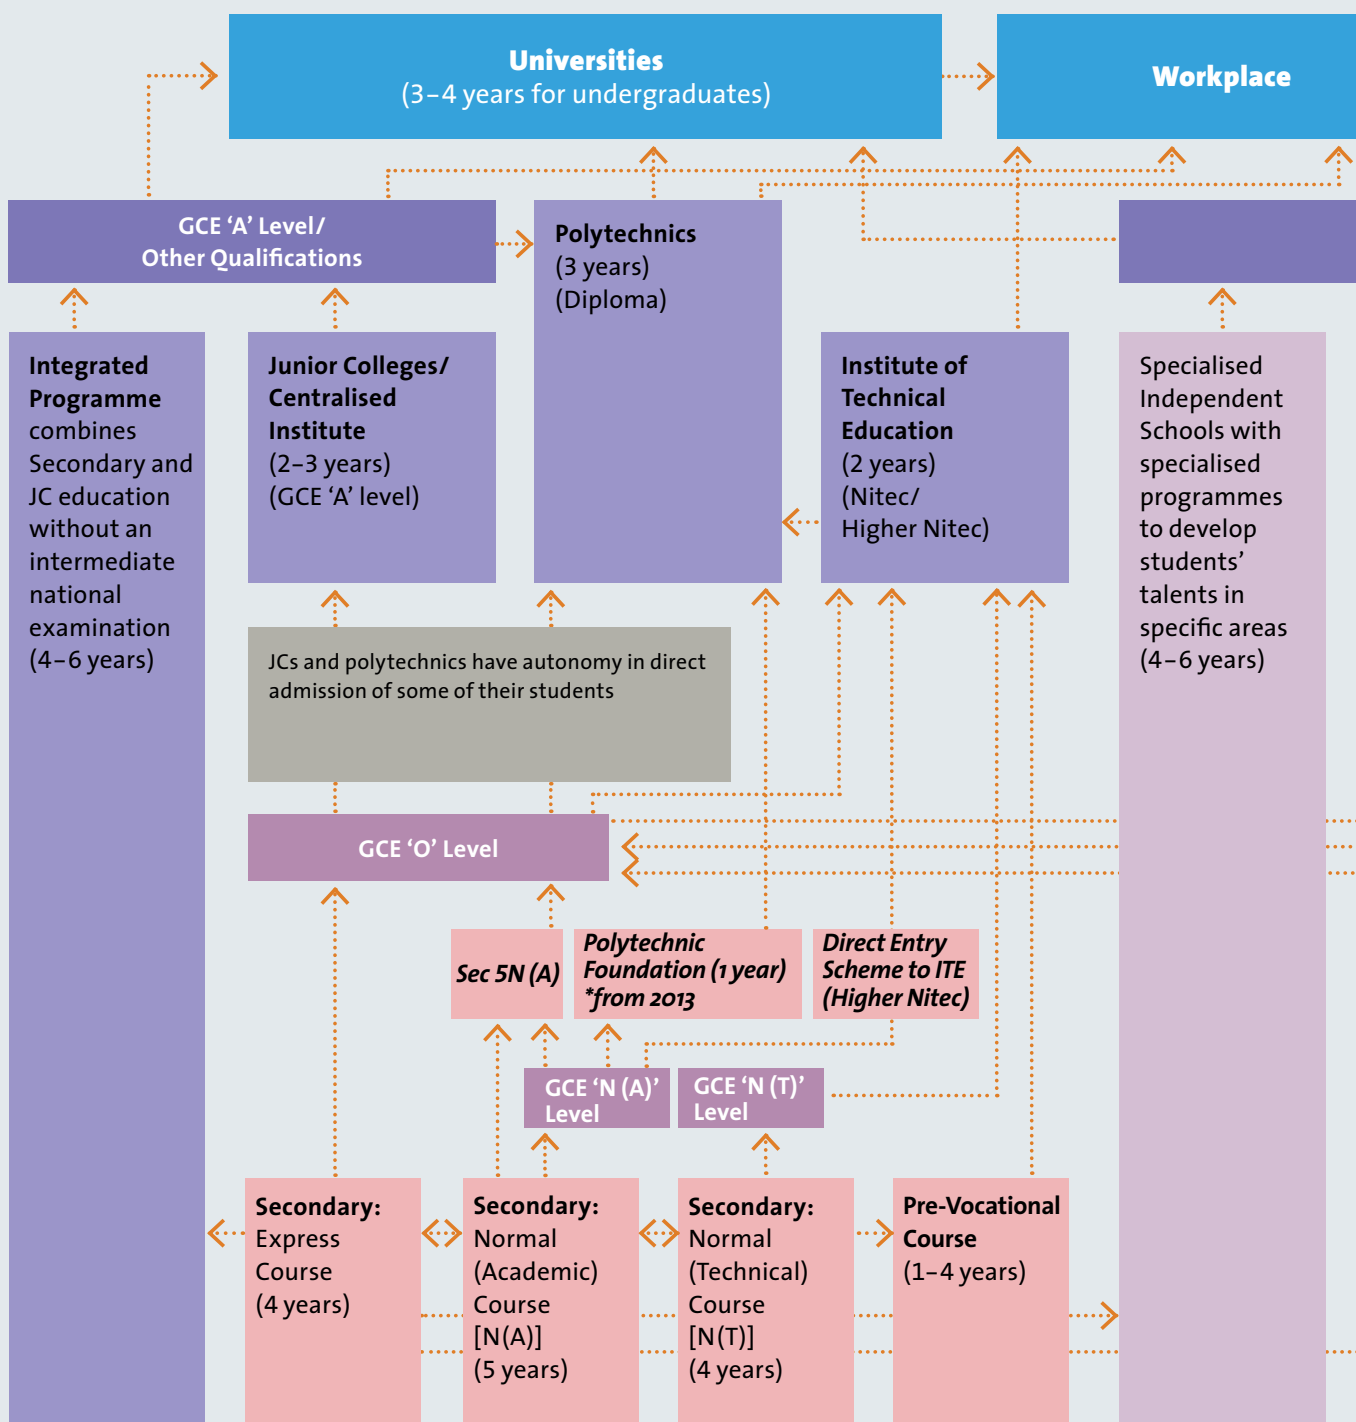 Universities
(3–4 years for undergraduates)
Workplace
GCE ‘A’ Level/
Other Qualifications
Polytechnics
(3 years)
(Diploma)
Integrated
Programme
combines
Secondary and
JC education
without an
intermediate
national
examination
(4–6 years)
Junior Colleges/
Centralised
Institute
(2–3 years)
(GCE ‘A’ level)
Institute of
Technical
Education
(2 years)
(Nitec/
Higher Nitec)
Specialised
Independent
Schools with
specialised
programmes
to develop
students’
talents in
specific areas
(4–6 years)
JCs and polytechnics have autonomy in direct
admission of some of their students
GCE ‘O’ Level
Sec 5N (A)
Polytechnic
Foundation (1 year)
*from 2013
Direct Entry
Scheme to ITE
(Higher Nitec)
GCE ‘N (A)’
Level
GCE ‘N (T)’
Level
Secondary:
Express
Course
(4 years)
Secondary:
Normal
(Academic)
Course
[N(A)]
(5 years)
Secondary:
Normal
(Technical)
Course
[N(T)]
(4 years)
Pre-Vocational
Course
(1–4 years)